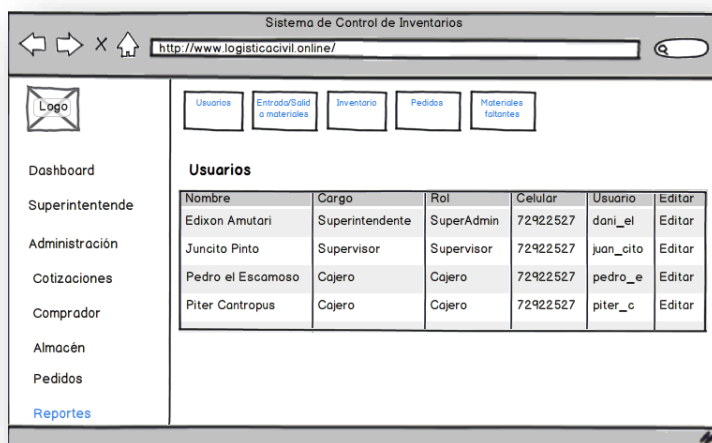 Sistema de Control de Inventarios
http://www.logisticacivil.online/
Logo
Dashboard
Superintentende
Administración
Cotizaciones
Comprador
Almacén
Pedidos
Reportes
Usuarios
Entrada/Salid
a materiales
Inventario
Pedidos
Materiales
faltantes
Usuarios
Nombre Cargo Rol Celular Usuario Editar
Edixon Amutari Superintendente SuperAdmin 72922527 dani_el Editar
Juncito Pinto Supervisor Supervisor 72922527 juan_cito Editar
Pedro el Escamoso Cajero Cajero 72922527 pedro_e Editar
Piter Cantropus Cajero Cajero 72922527 piter_c Editar